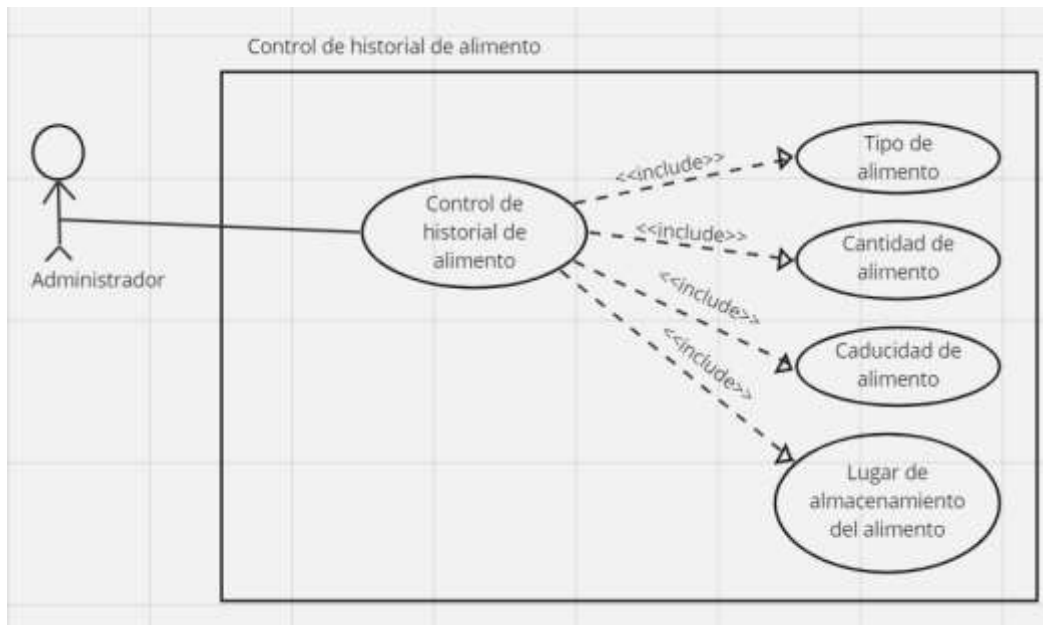 Control de historial de alimento
Administrador
Control de
historial de
alimento
<<include>>
<<include>>
<<include>>
<<include>>
Tipo de
alimento
Cantidad de
alimento
Caducidad de
alimento
Lugar de
almacenamiento
del alimento